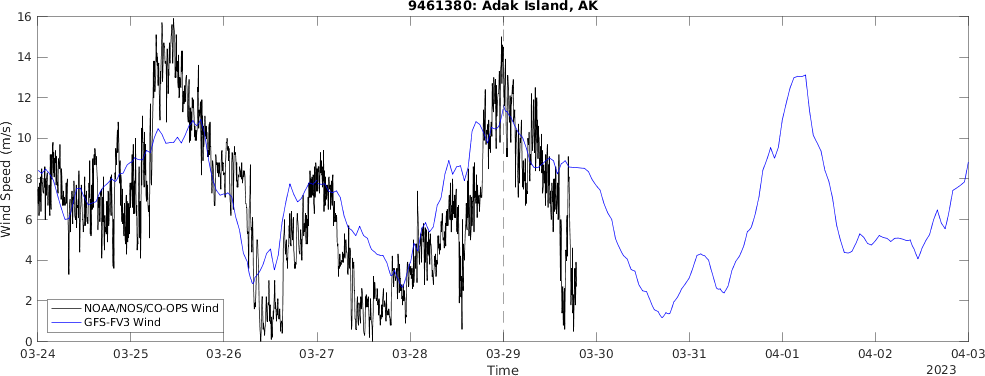 9461380: Adak Island, AK
16
14
12
10
8
6
4
2
0
Wind Speed (m/s)
NOAA/NOS/CO-OPS Wind
GFS-FV3 Wind
03-24 03-25 03-26 03-27 03-28 03-29 03-30 03-31 04-01 04-02 04-03
Time
2023